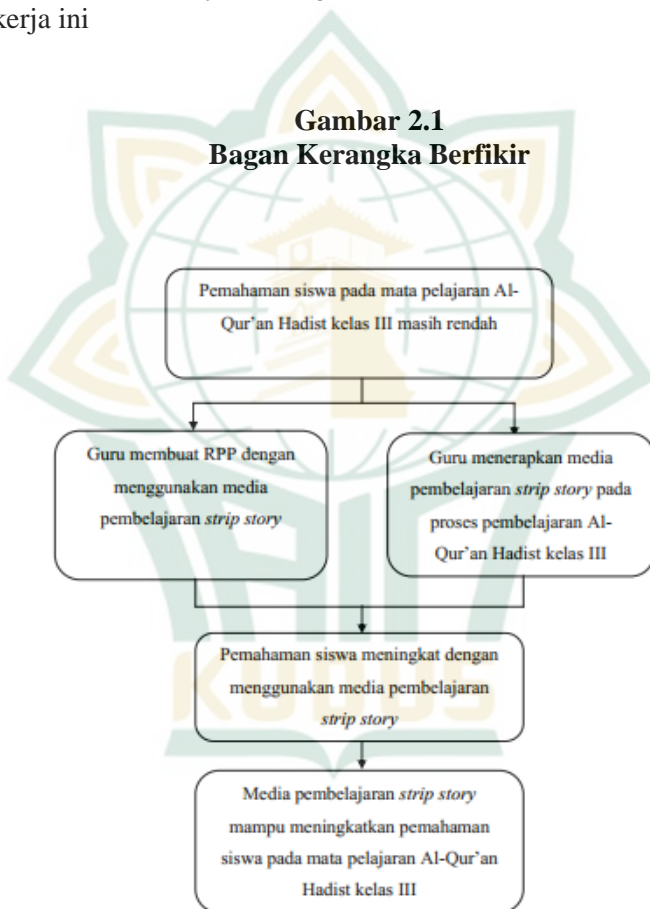 kerja ini
Gambar 2.1
Bagan Kerangka Berfikir
Pemahaman siswa pada mata pelajaran Al-
Qur'an Hadist kelas III masih rendah
Guru membuat RPP dengan
menggunakan media
pembelajaran strip story
Guru menerapkan media
pembelajaran strip story pada
proses pembelajaran Al-
Qur'an Hadist kelas III
Pemahaman siswa meningkat dengan
menggunakan media pembelajaran
strip story
Media pembelajaran strip story
mampu meningkatkan pemahaman
siswa pada mata pelajaran Al-Qur'an
Hadist kelas III
KUDUS